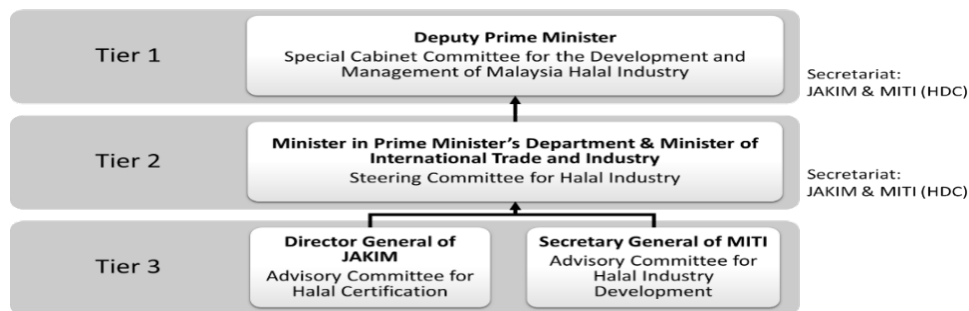 Tier 1
Deputy Prime Minister
Special Cabinet Committee for the Development and
Management of Malaysia Halal Industry
Secretariat:
JAKIM & MITI (HDC)
Tier 2
Minister in Prime Minister's Department & Minister of
International Trade and Industry
Steering Committee for Halal Industry
Secretariat:
JAKIM & MITI (HDC)
Tier 3
Director General of
JAKIM
Advisory Committee for
Halal Certification
Secretary General of MITI
Advisory Committee for
Halal Industry
Development